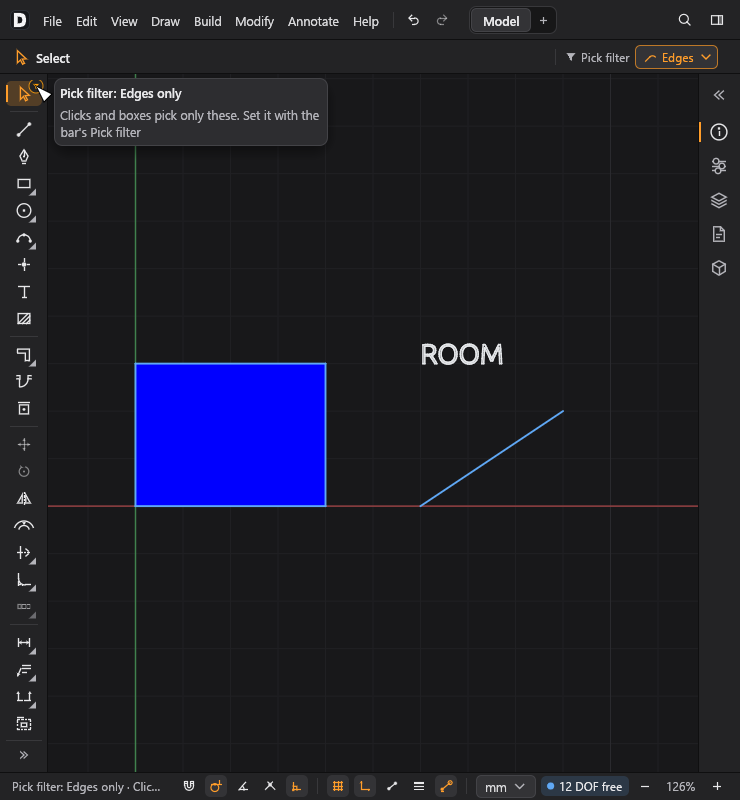 D File Edit View Draw Build Modify Annotate Help Model +
Select Pick filter Edges
Pick filter: Edges only
Clicks and boxes pick only these. Set it with the
bar's Pick filter
ROOM
Pick filter: Edges only · Clic... mm 12 DOF free − 126% +